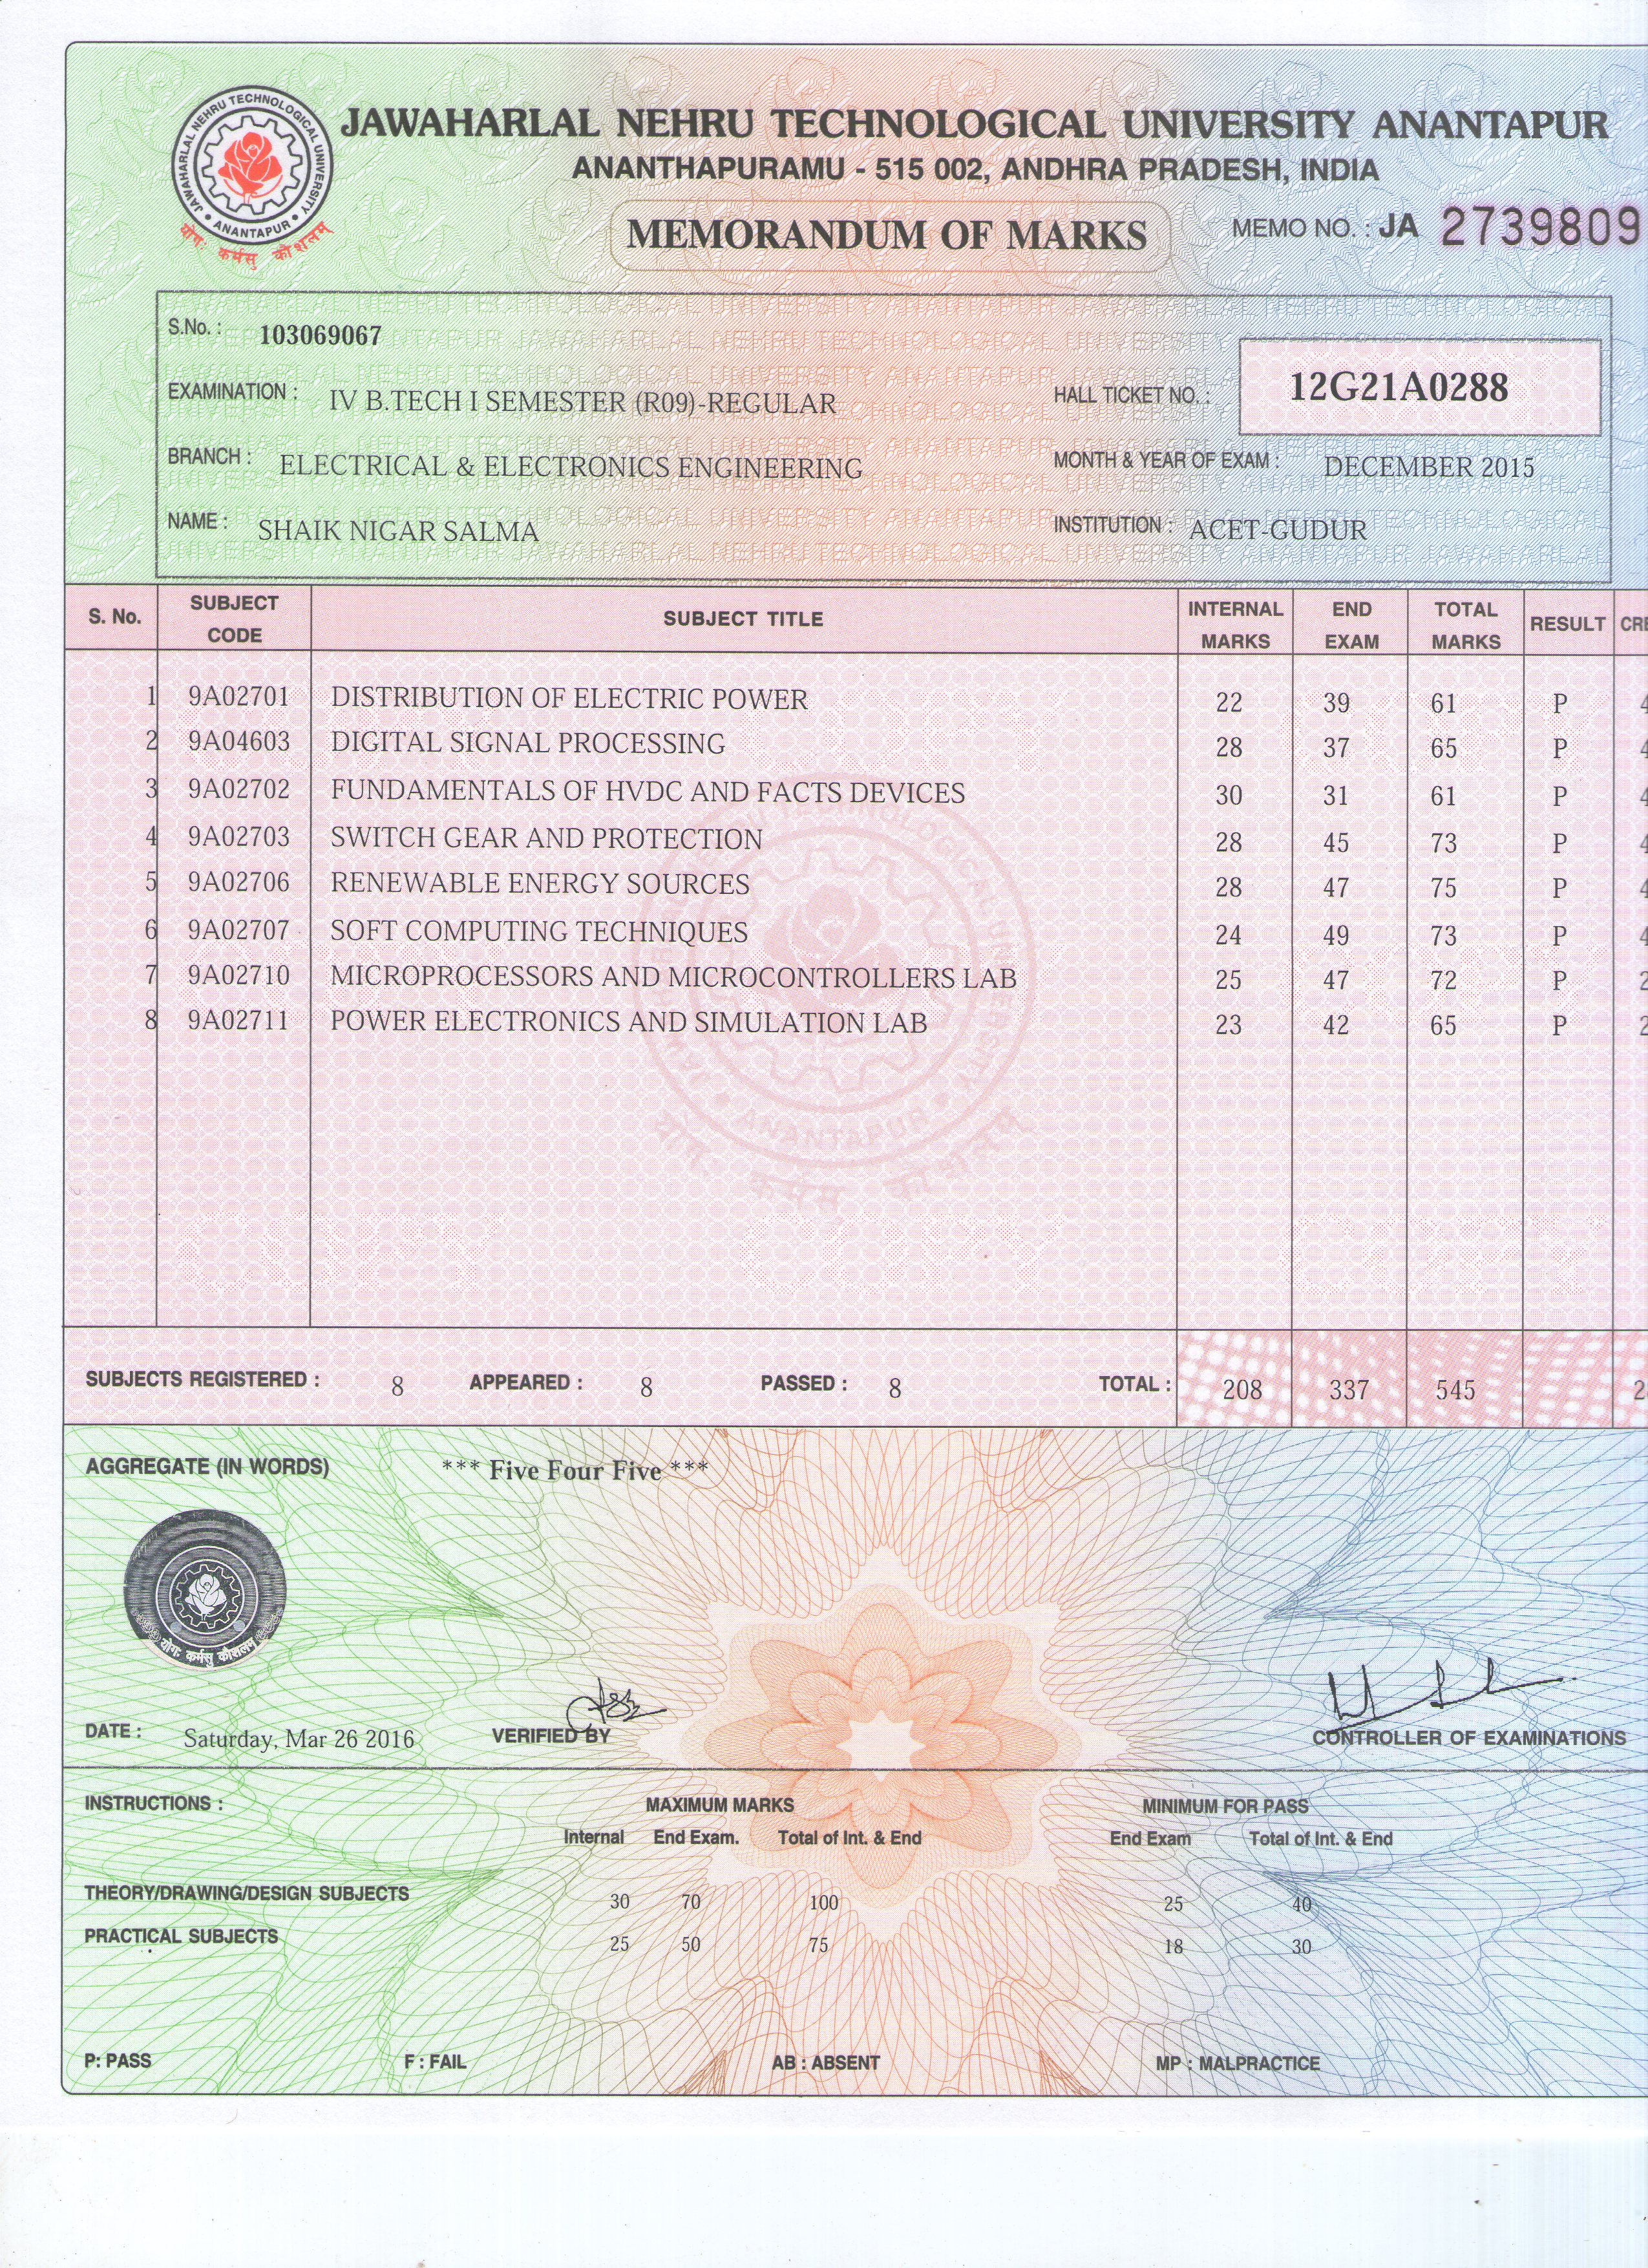 JAWAHARLAL NEHRU TECHNOLOGICAL UNIVERSITY ANANTAPUR
ANANTHAPURAMU - 515 002, ANDHRA PRADESH, INDIA
MEMORANDUM OF MARKS
MEMO NO. : JA 2739809
JAWAHARLAL NEHRU TECHNOLOGICAL UNIVERSITY
• ANANTAPUR •
योगः कर्मसु कौशलम्
S.No. : 103069067
EXAMINATION : IV B.TECH I SEMESTER (R09)-REGULAR HALL TICKET NO. : 12G21A0288
BRANCH : ELECTRICAL & ELECTRONICS ENGINEERING MONTH & YEAR OF EXAM : DECEMBER 2015
NAME : SHAIK NIGAR SALMA INSTITUTION : ACET-GUDUR
S. No. SUBJECT CODE SUBJECT TITLE INTERNAL MARKS END EXAM TOTAL MARKS RESULT
1 9A02701 DISTRIBUTION OF ELECTRIC POWER 22 39 61 P 4
2 9A04603 DIGITAL SIGNAL PROCESSING 28 37 65 P 4
3 9A02702 FUNDAMENTALS OF HVDC AND FACTS DEVICES 30 31 61 P 4
4 9A02703 SWITCH GEAR AND PROTECTION 28 45 73 P 4
5 9A02706 RENEWABLE ENERGY SOURCES 28 47 75 P 4
6 9A02707 SOFT COMPUTING TECHNIQUES 24 49 73 P 4
7 9A02710 MICROPROCESSORS AND MICROCONTROLLERS LAB 25 47 72 P 2
8 9A02711 POWER ELECTRONICS AND SIMULATION LAB 23 42 65 P 2
SUBJECTS REGISTERED : 8 APPEARED : 8 PASSED : 8 TOTAL : 208 337 545
AGGREGATE (IN WORDS) *** Five Four Five ***
योगः कर्मसु कौशलम्
DATE : Saturday, Mar 26 2016 VERIFIED BY CONTROLLER OF EXAMINATIONS
INSTRUCTIONS : MAXIMUM MARKS MINIMUM FOR PASS
Internal End Exam. Total of Int. & End End Exam Total of Int. & End
THEORY/DRAWING/DESIGN SUBJECTS 30 70 100 25 40
PRACTICAL SUBJECTS 25 50 75 18 30
P: PASS F : FAIL AB : ABSENT MP : MALPRACTICE